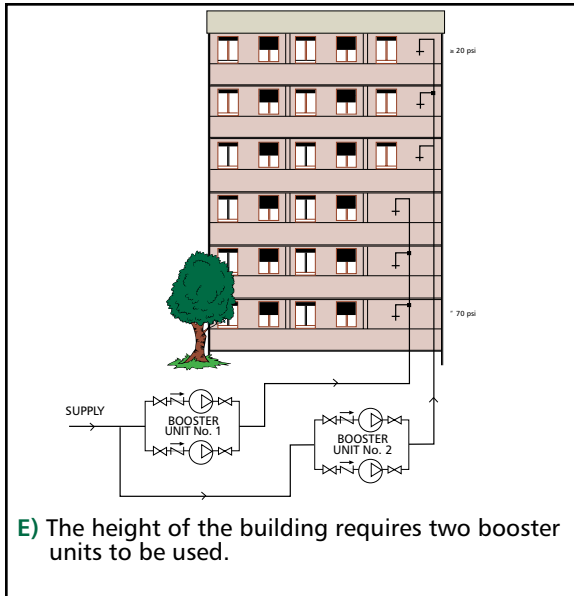 ≥ 20 psi
" 70 psi
SUPPLY
BOOSTER
UNIT No. 1
BOOSTER
UNIT No. 2
E) The height of the building requires two booster
units to be used.